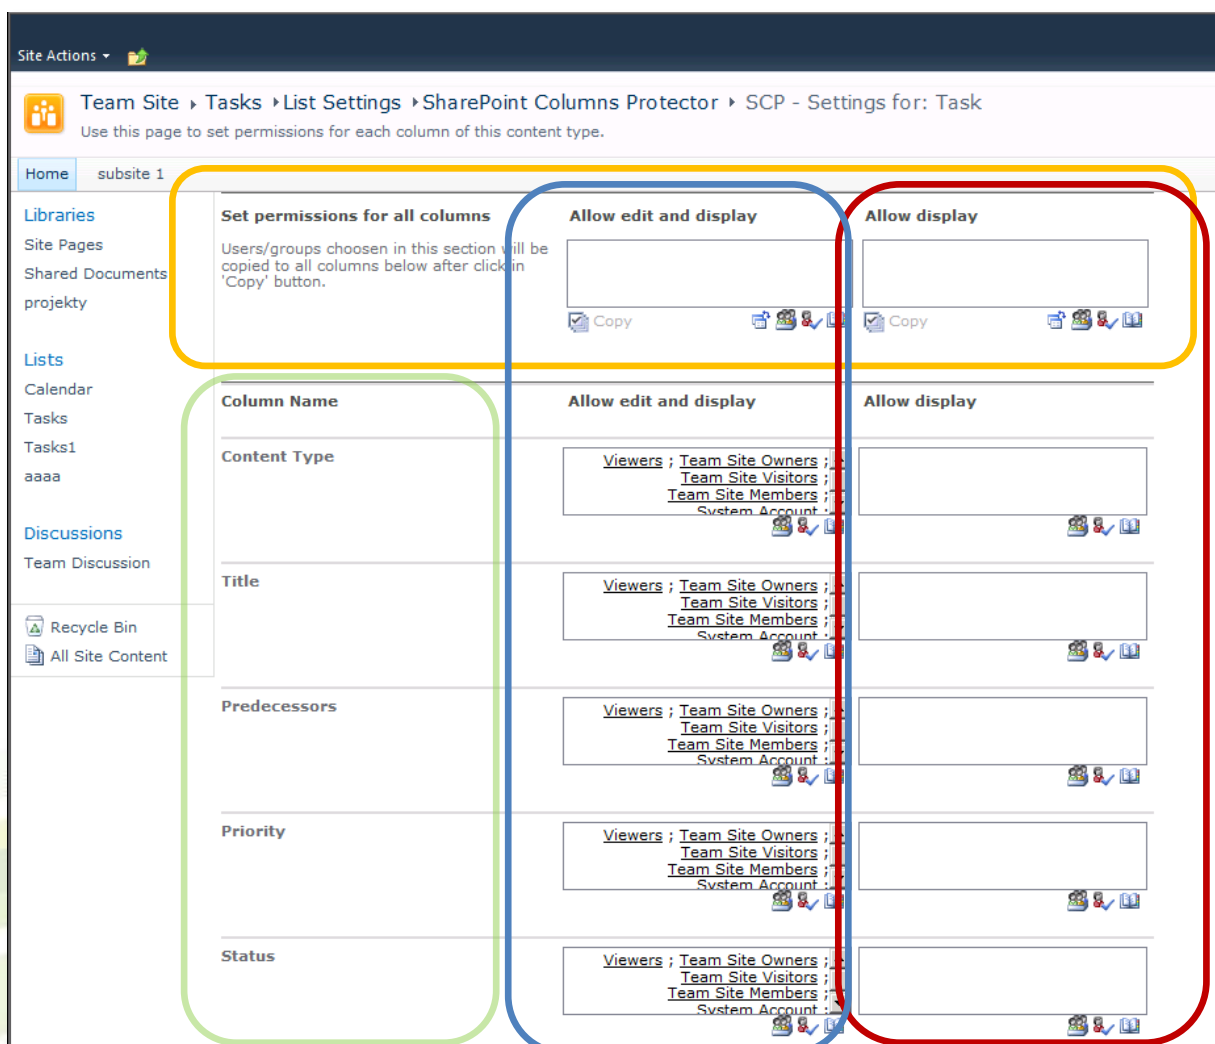 Site Actions
Team Site Tasks List Settings SharePoint Columns Protector SCP - Settings for: Task
Use this page to set permissions for each column of this content type.
Home subsite 1
Libraries
Site Pages
Shared Documents
projekty
Lists
Calendar
Tasks
Tasks1
aaaa
Discussions
Team Discussion
Recycle Bin
All Site Content
Set permissions for all columns Allow edit and display Allow display
Users/groups choosen in this section will be
copied to all columns below after click in
'Copy' button.
Copy Copy
Column Name Allow edit and display Allow display
Content Type
Viewers ; Team Site Owners ;
Team Site Visitors ;
Team Site Members ;
System Account ;
Title
Viewers ; Team Site Owners ;
Team Site Visitors ;
Team Site Members ;
System Account ;
Predecessors
Viewers ; Team Site Owners ;
Team Site Visitors ;
Team Site Members ;
System Account ;
Priority
Viewers ; Team Site Owners ;
Team Site Visitors ;
Team Site Members ;
System Account ;
Status
Viewers ; Team Site Owners ;
Team Site Visitors ;
Team Site Members ;
System Account ;